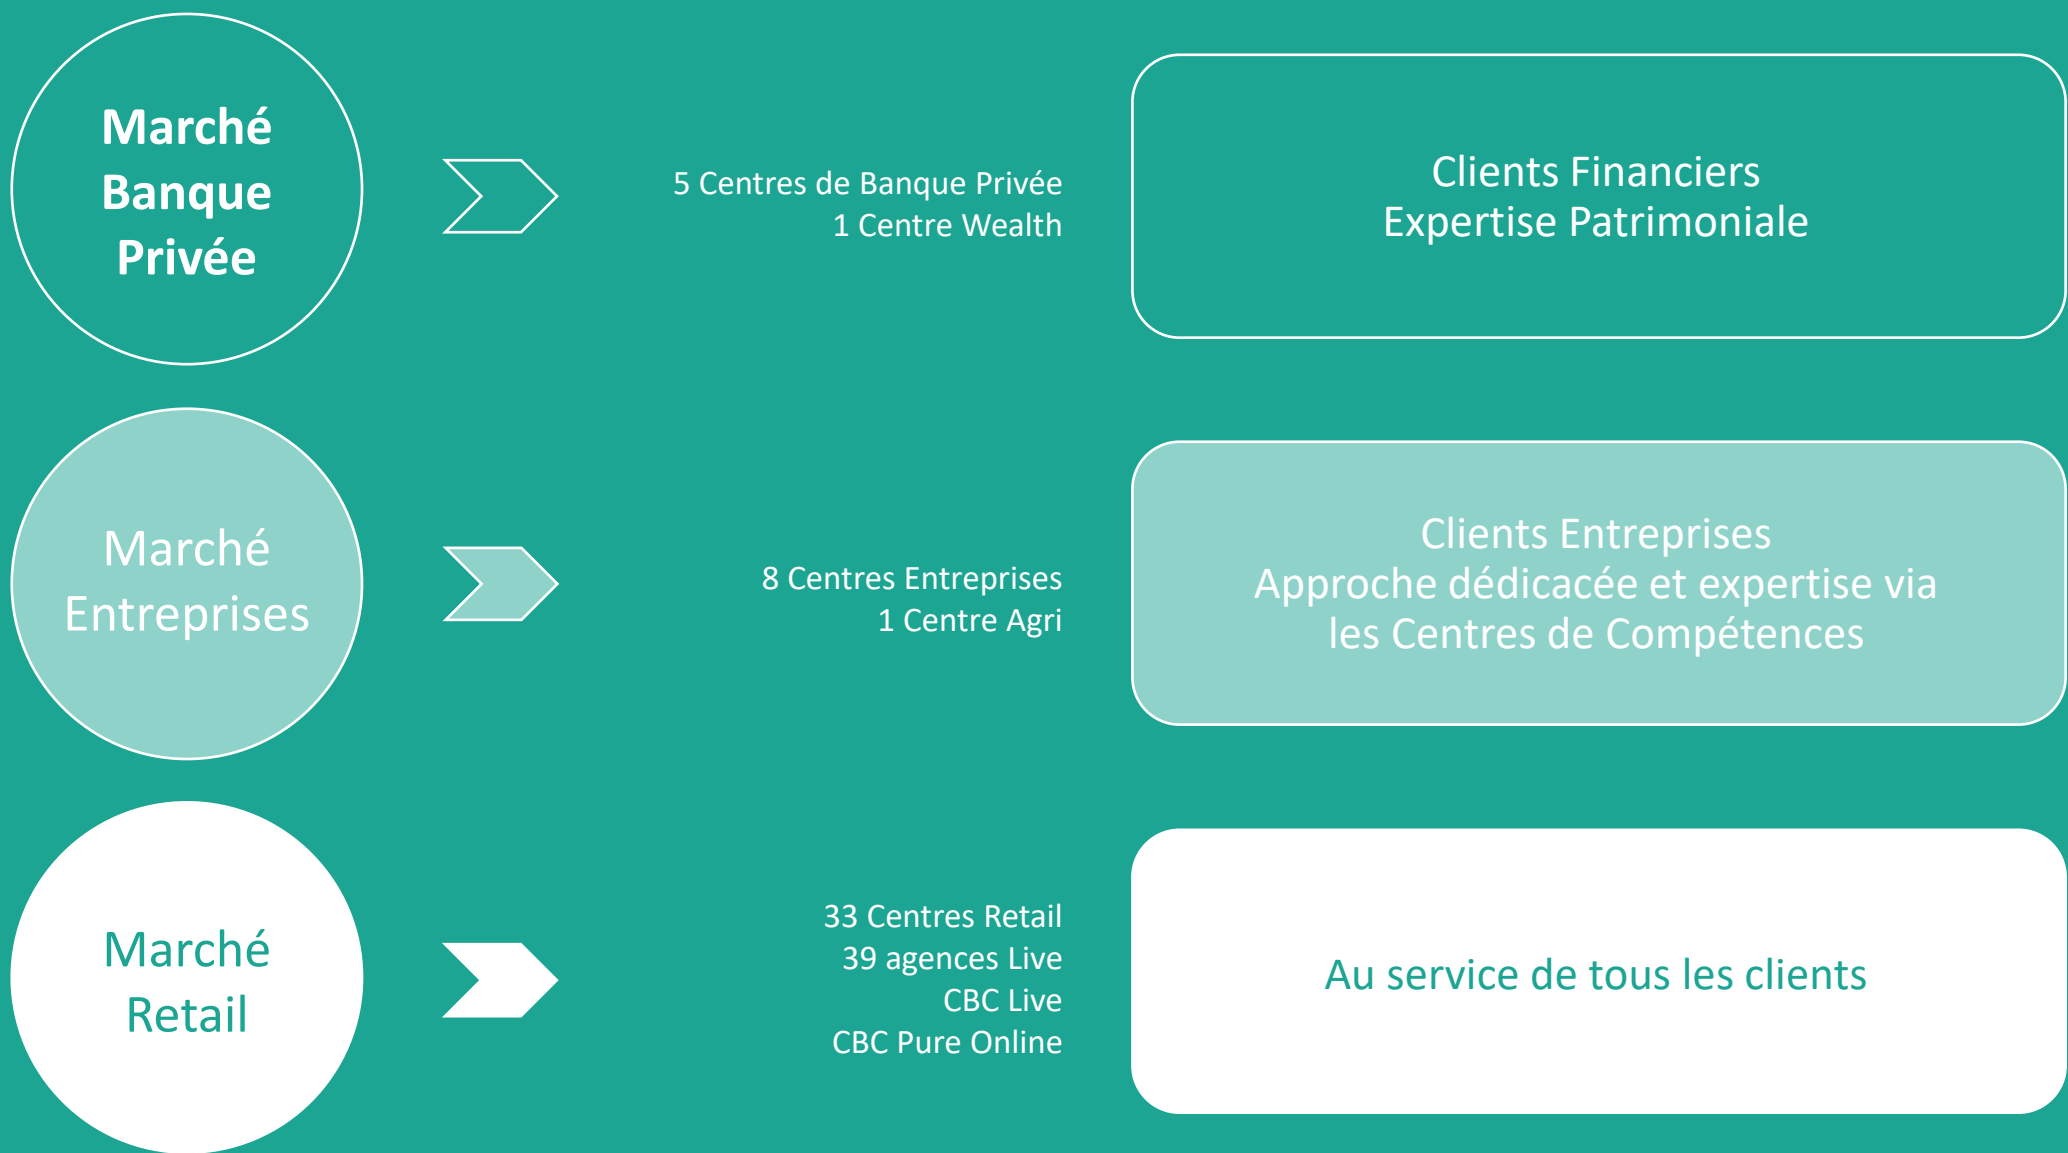 Marché
Banque
Privée
5 Centres de Banque Privée
1 Centre Wealth
Clients Financiers
Expertise Patrimoniale
Marché
Entreprises
8 Centres Entreprises
1 Centre Agri
Clients Entreprises
Approche dédicacée et expertise via
les Centres de Compétences
Marché
Retail
33 Centres Retail
39 agences Live
CBC Live
CBC Pure Online
Au service de tous les clients